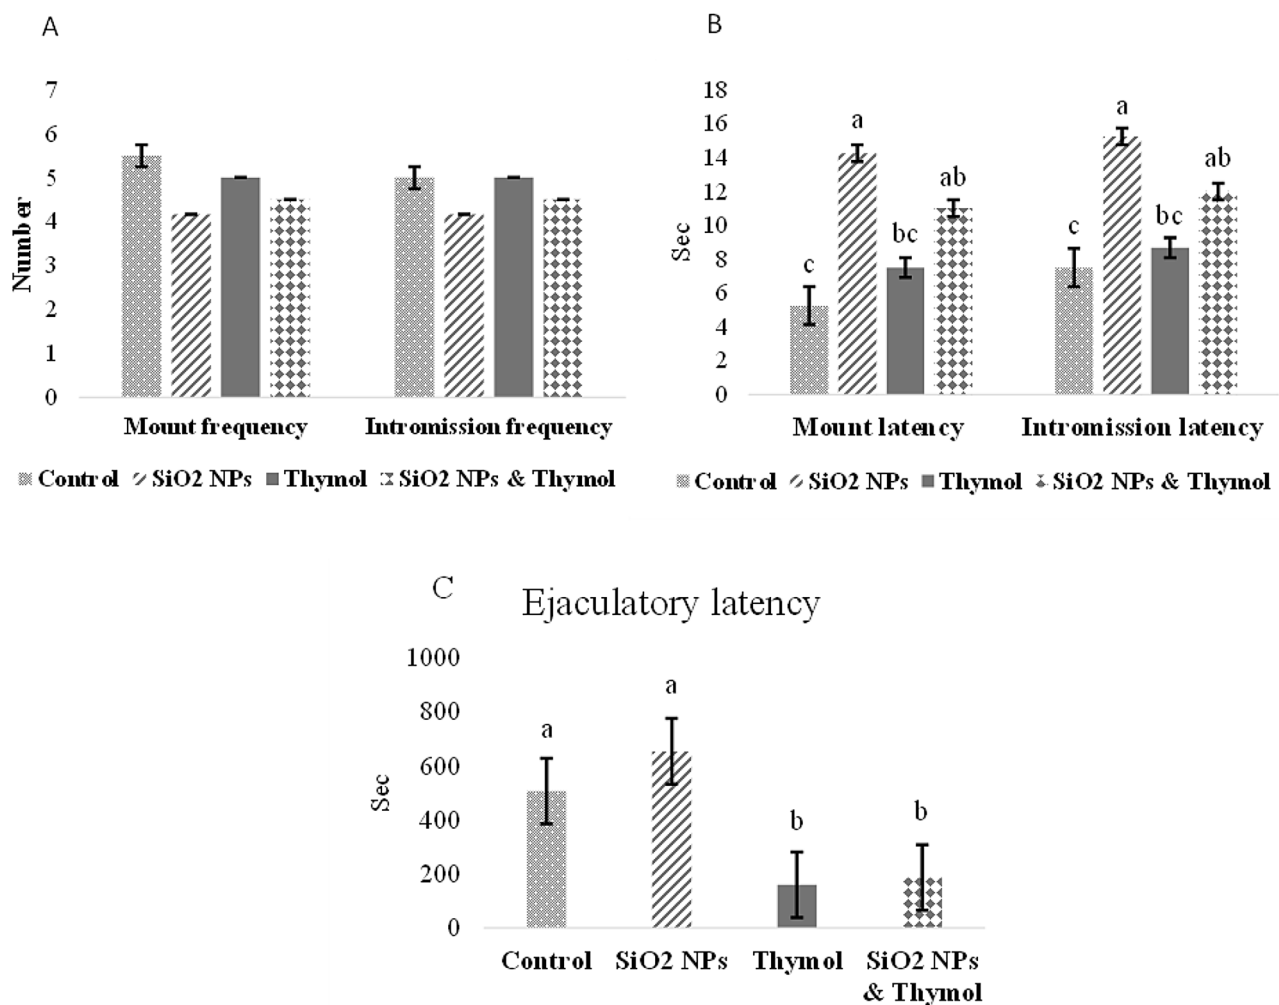 A
7
6
5
4
3
2
1
0
Number
Mount frequency Intromission frequency
Control SiO2 NPs Thymol SiO2 NPs & Thymol
B
18
16
14
12
10
8
6
4
2
0
Sec
c a bc ab c a bc ab
Mount latency Intromission latency
Control SiO2 NPs Thymol SiO2 NPs & Thymol
C Ejaculatory latency
1000
800
600
400
200
0
Sec
a a b b
Control SiO2 NPs Thymol SiO2 NPs
& Thymol